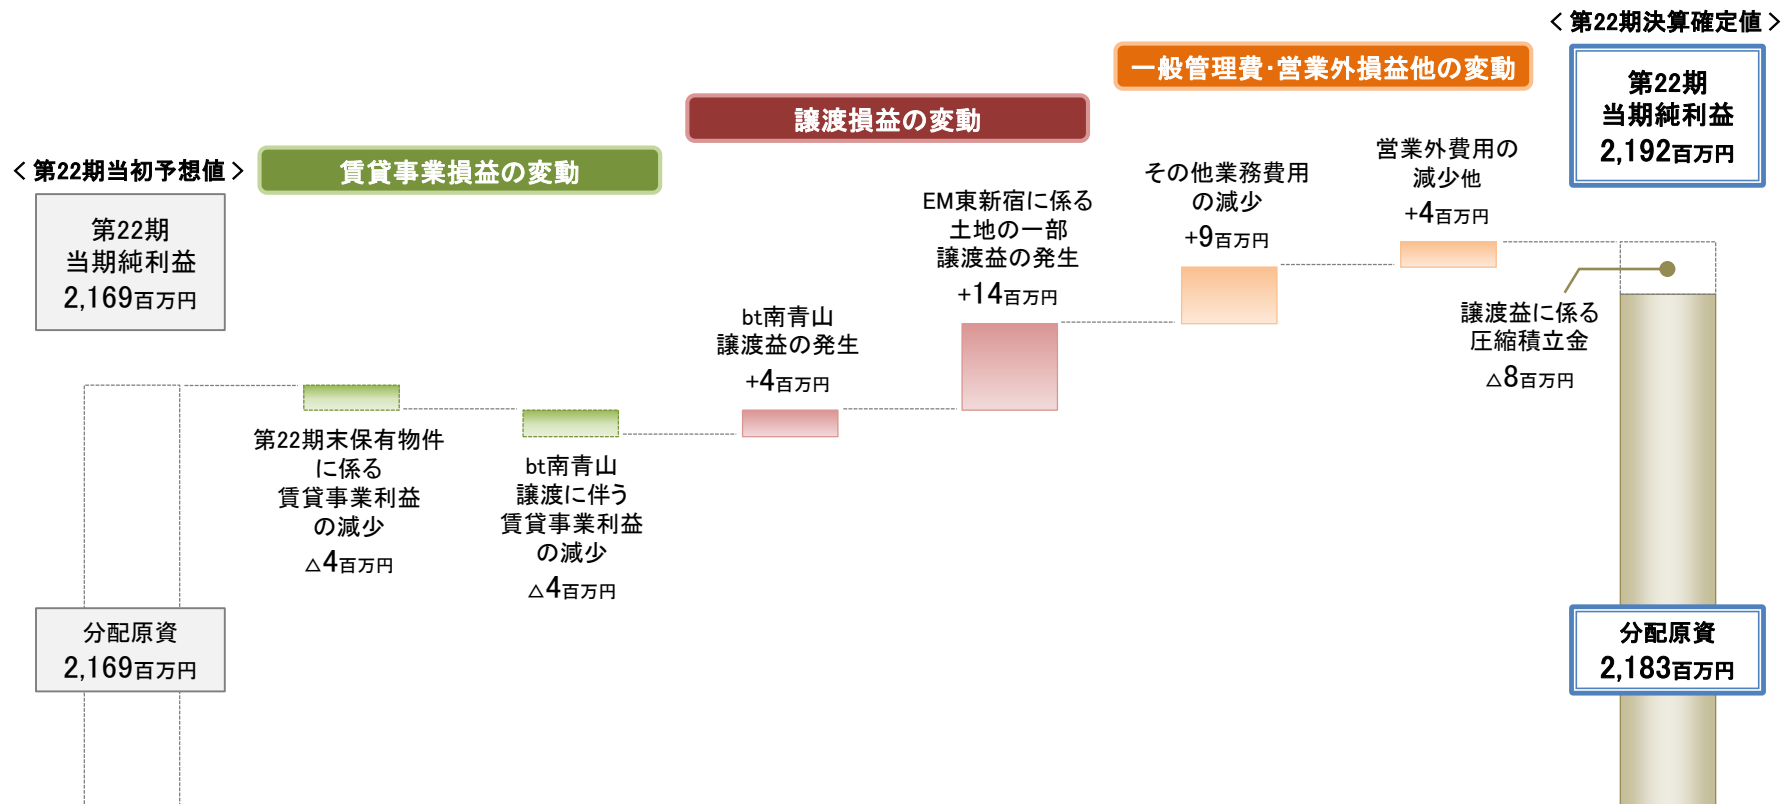 < 第22期当初予想値 >
第22期
当期純利益
2,169百万円
分配原資
2,169百万円
賃貸事業損益の変動
第22期末保有物件
に係る
賃貸事業利益
の減少
△4百万円
bt南青山
譲渡に伴う
賃貸事業利益
の減少
△4百万円
譲渡損益の変動
bt南青山
譲渡益の発生
+4百万円
EM東新宿に係る
土地の一部
譲渡益の発生
+14百万円
一般管理費・営業外損益他の変動
その他業務費用
の減少
+9百万円
営業外費用の
減少他
+4百万円
< 第22期決算確定値 >
第22期
当期純利益
2,192百万円
譲渡益に係る
圧縮積立金
△8百万円
分配原資
2,183百万円